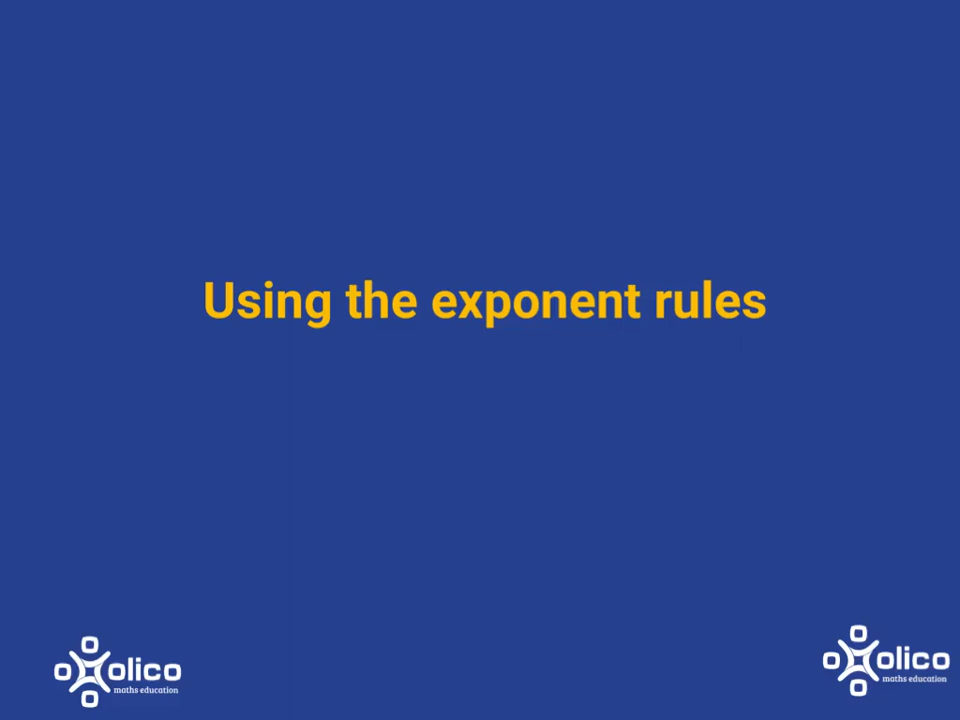 Using the exponent rules
olico
maths education
olico
maths education